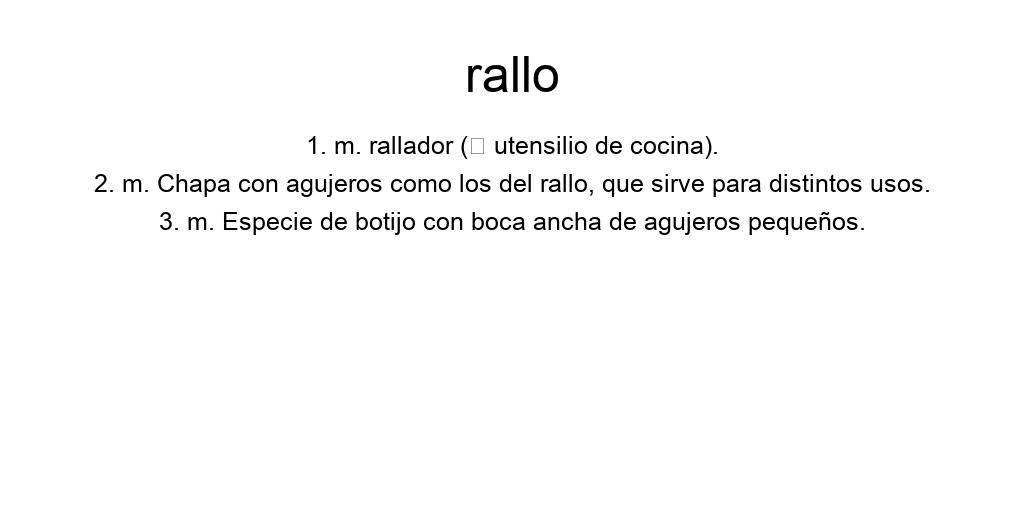 rallo
1. m. rallador (□ utensilio de cocina).
2. m. Chapa con agujeros como los del rallo, que sirve para distintos usos.
3. m. Especie de botijo con boca ancha de agujeros pequeños.